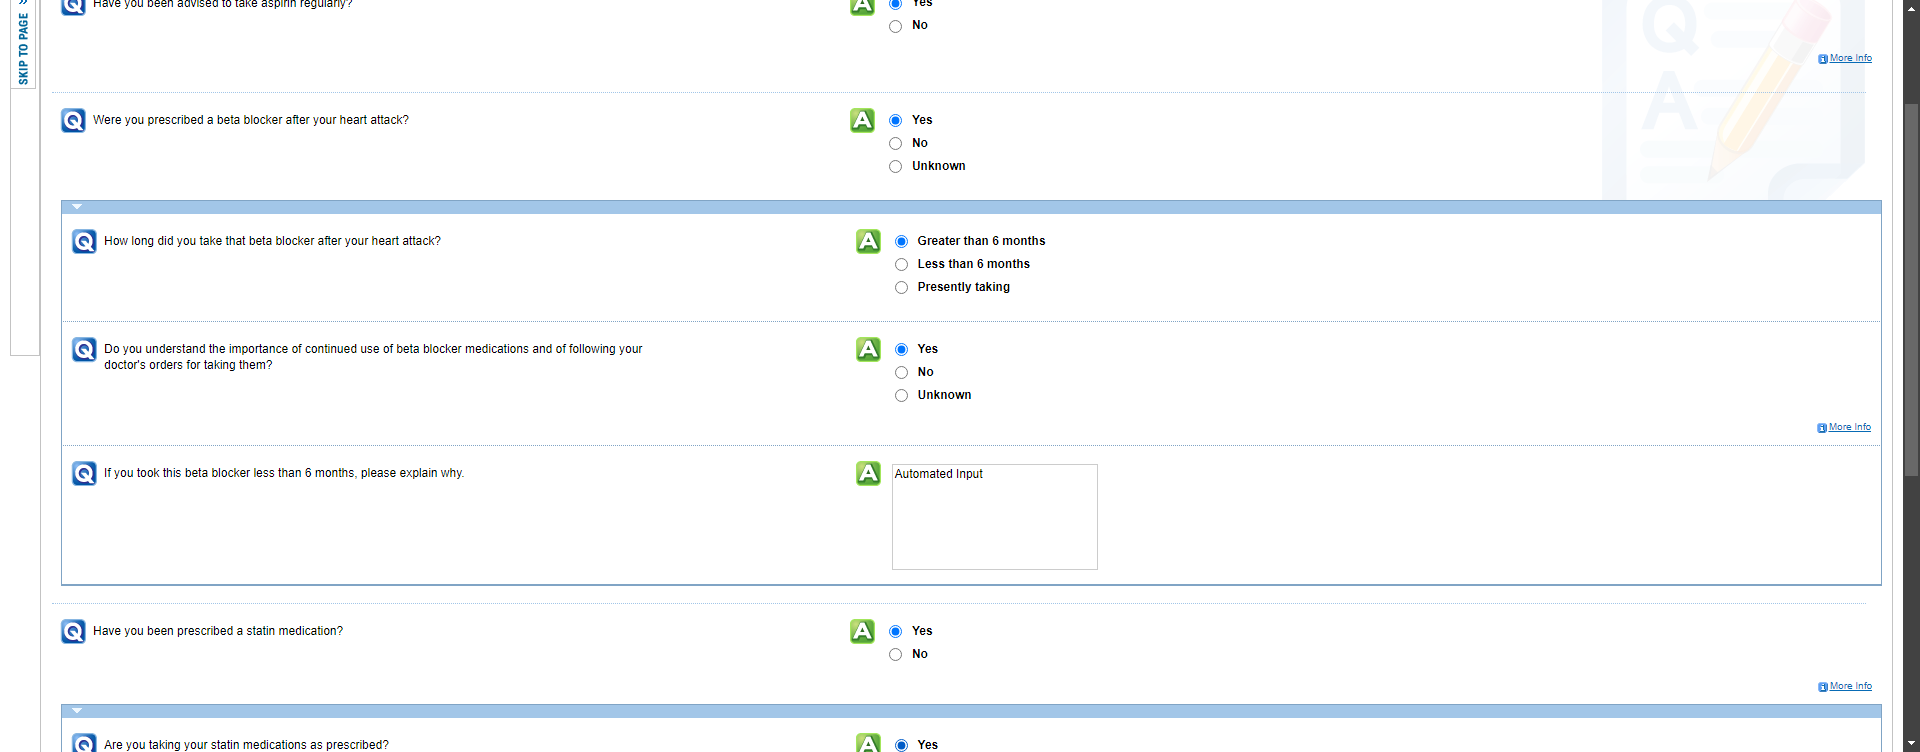 SKIP TO PAGE »
Q Have you been advised to take aspirin regularly?
A Yes
No
More Info
Q Were you prescribed a beta blocker after your heart attack?
A Yes
No
Unknown
Q How long did you take that beta blocker after your heart attack?
A Greater than 6 months
Less than 6 months
Presently taking
Q Do you understand the importance of continued use of beta blocker medications and of following your
doctor's orders for taking them?
A Yes
No
Unknown
More Info
Q If you took this beta blocker less than 6 months, please explain why.
A Automated Input
Q Have you been prescribed a statin medication?
A Yes
No
More Info
Q Are you taking your statin medications as prescribed?
A Yes
Q
A